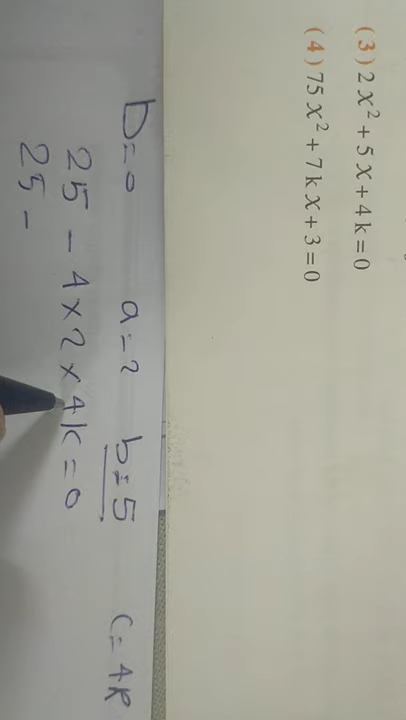 (3) 2x² + 5x + 4k = 0
(4) 75x² + 7kx + 3 = 0
D = 0 a = 2 b = 5 c = 4k
25 - 4 × 2 × 4k = 0
25 -